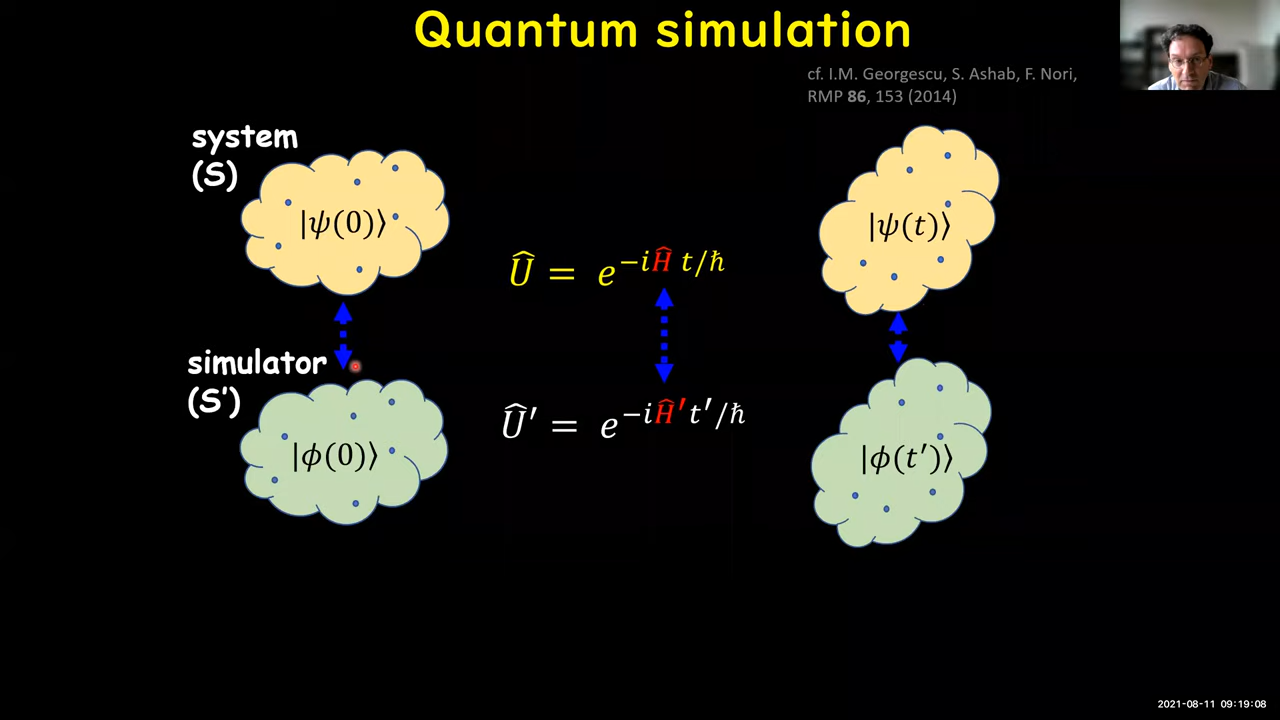 Quantum simulation
cf. I.M. Georgescu, S. Ashab, F. Nori,
RMP 86, 153 (2014)
system
(S)
|ψ(0)⟩
Û = e^{−iĤ t/ħ}
|ψ(t)⟩
simulator
(S')
|ϕ(0)⟩
Û′ = e^{−iĤ′t′/ħ}
|ϕ(t′)⟩
2021-08-11 09:19:08